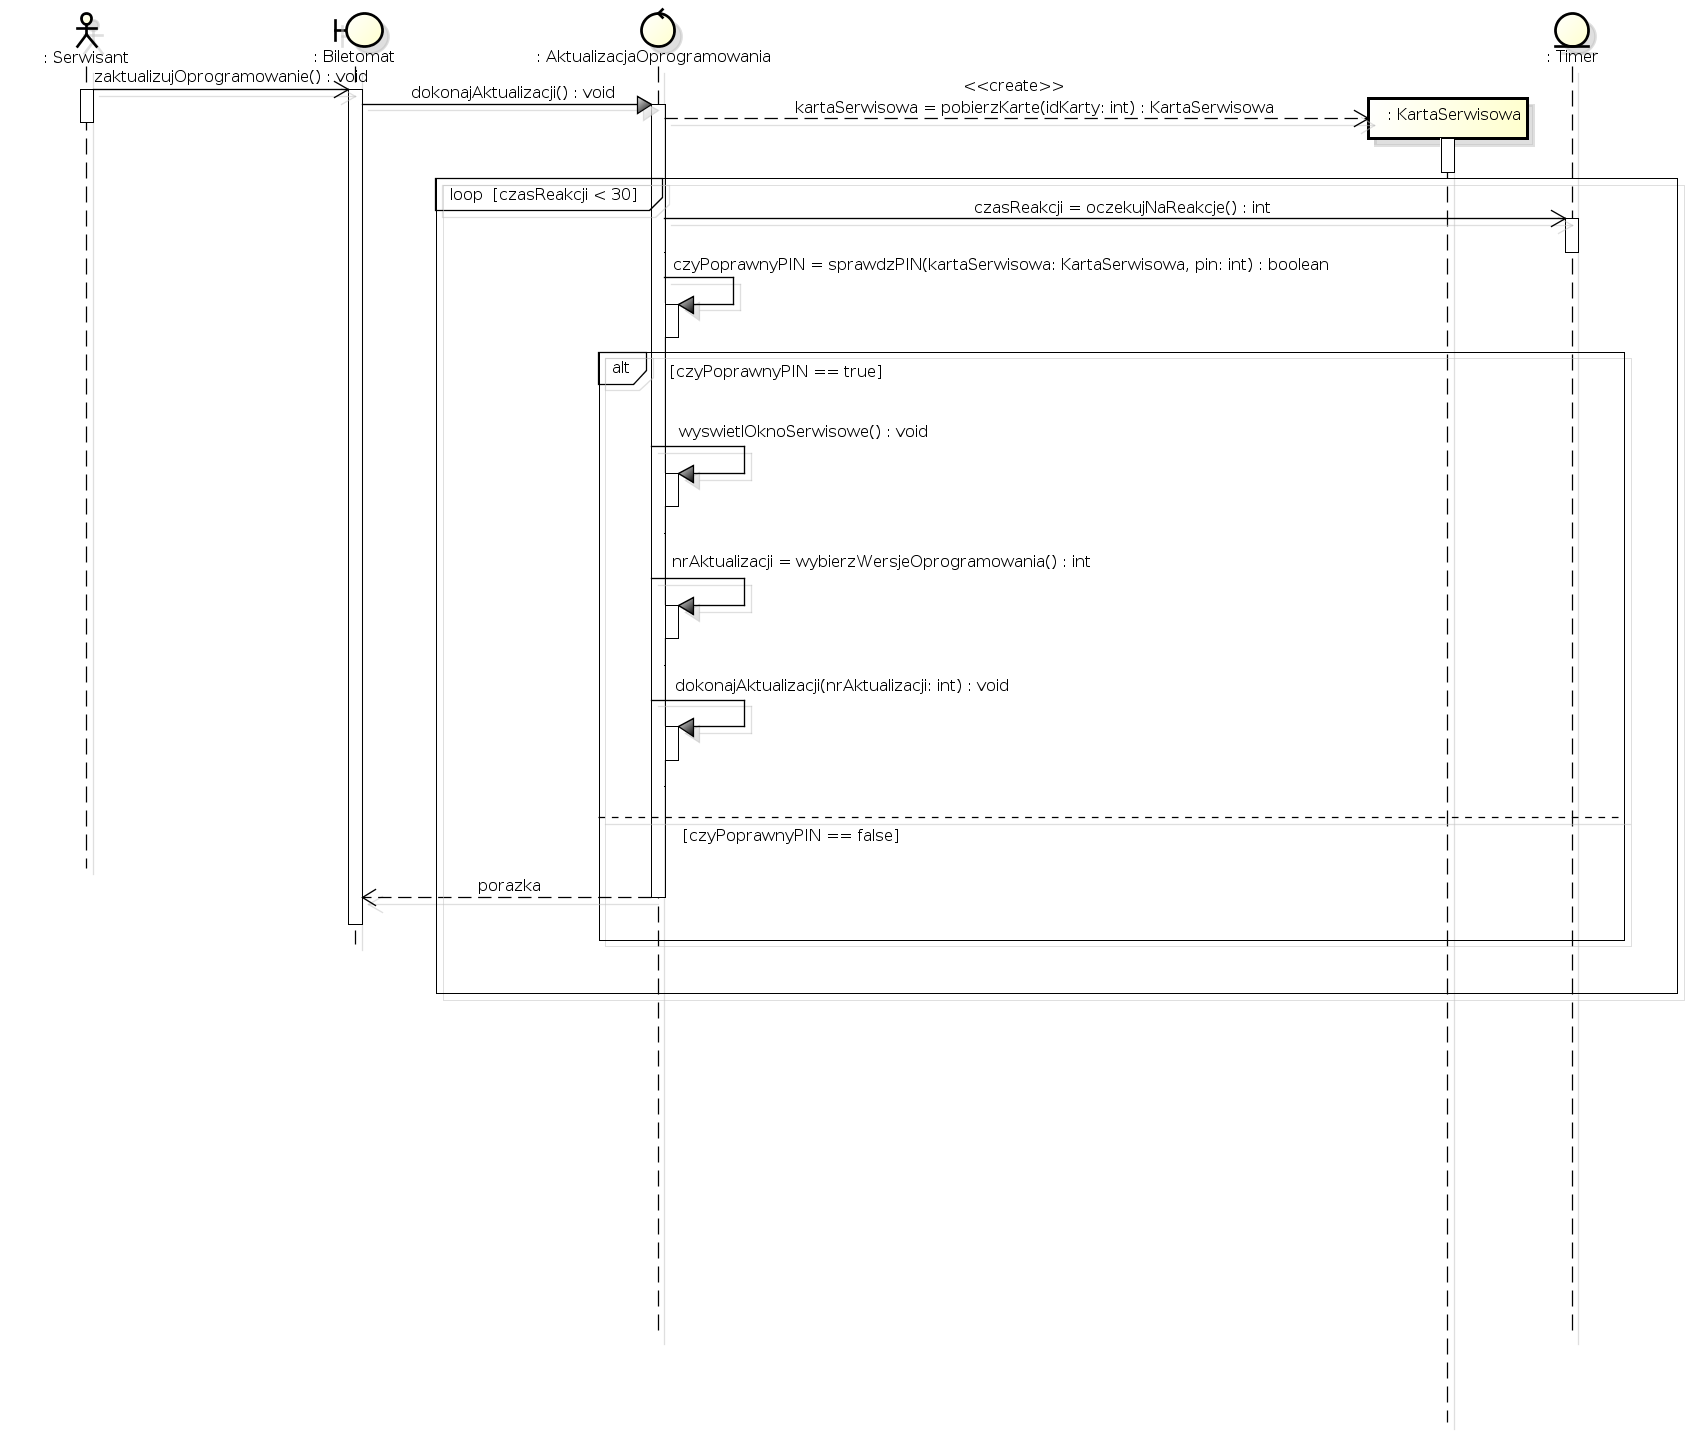 : Serwisant
: Biletomat
: AktualizacjaOprogramowania
: Timer
zaktualizujOprogramowanie() : void
dokonajAktualizacji() : void
<<create>>
kartaSerwisowa = pobierzKarte(idKarty: int) : KartaSerwisowa
: KartaSerwisowa
loop [czasReakcji < 30]
czasReakcji = oczekujNaReakcje() : int
czyPoprawnyPIN = sprawdzPIN(kartaSerwisowa: KartaSerwisowa, pin: int) : boolean
alt [czyPoprawnyPIN == true]
wyswietlOknoSerwisowe() : void
nrAktualizacji = wybierzWersjeOprogramowania() : int
dokonajAktualizacji(nrAktualizacji: int) : void
[czyPoprawnyPIN == false]
porazka